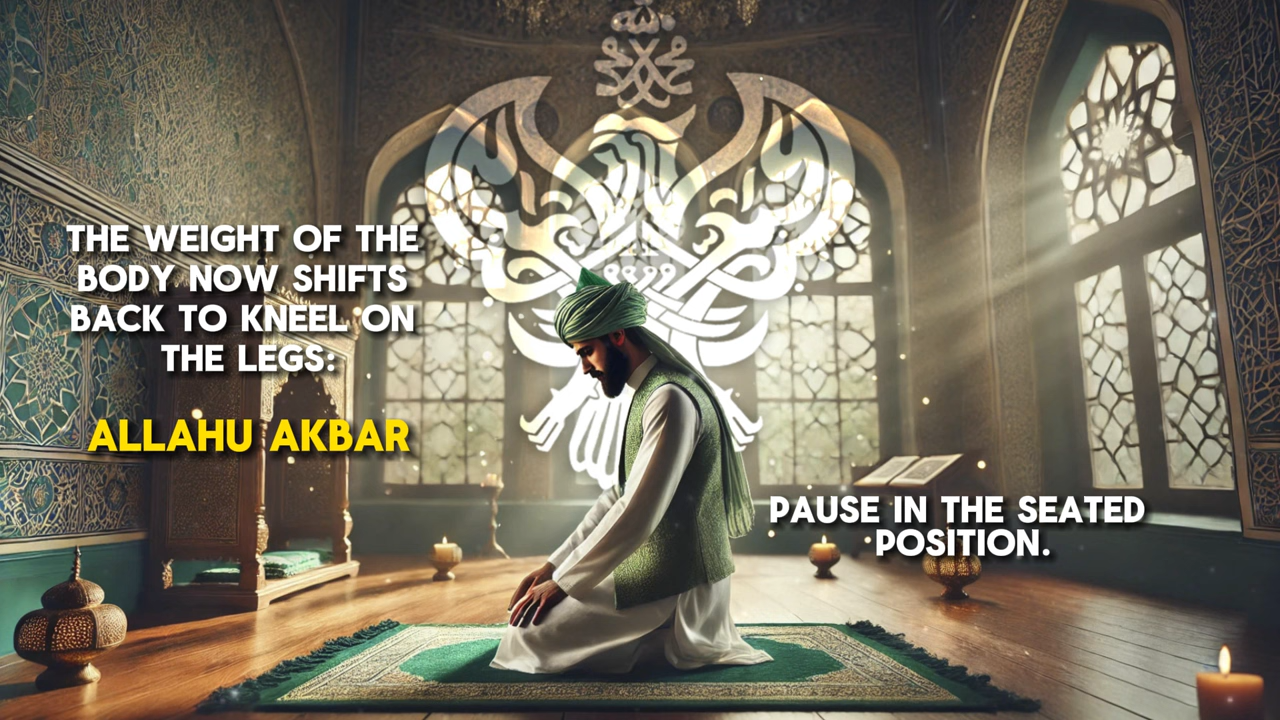 THE WEIGHT OF THE
BODY NOW SHIFTS
BACK TO KNEEL ON
THE LEGS:
ALLAHU AKBAR
PAUSE IN THE SEATED
POSITION.